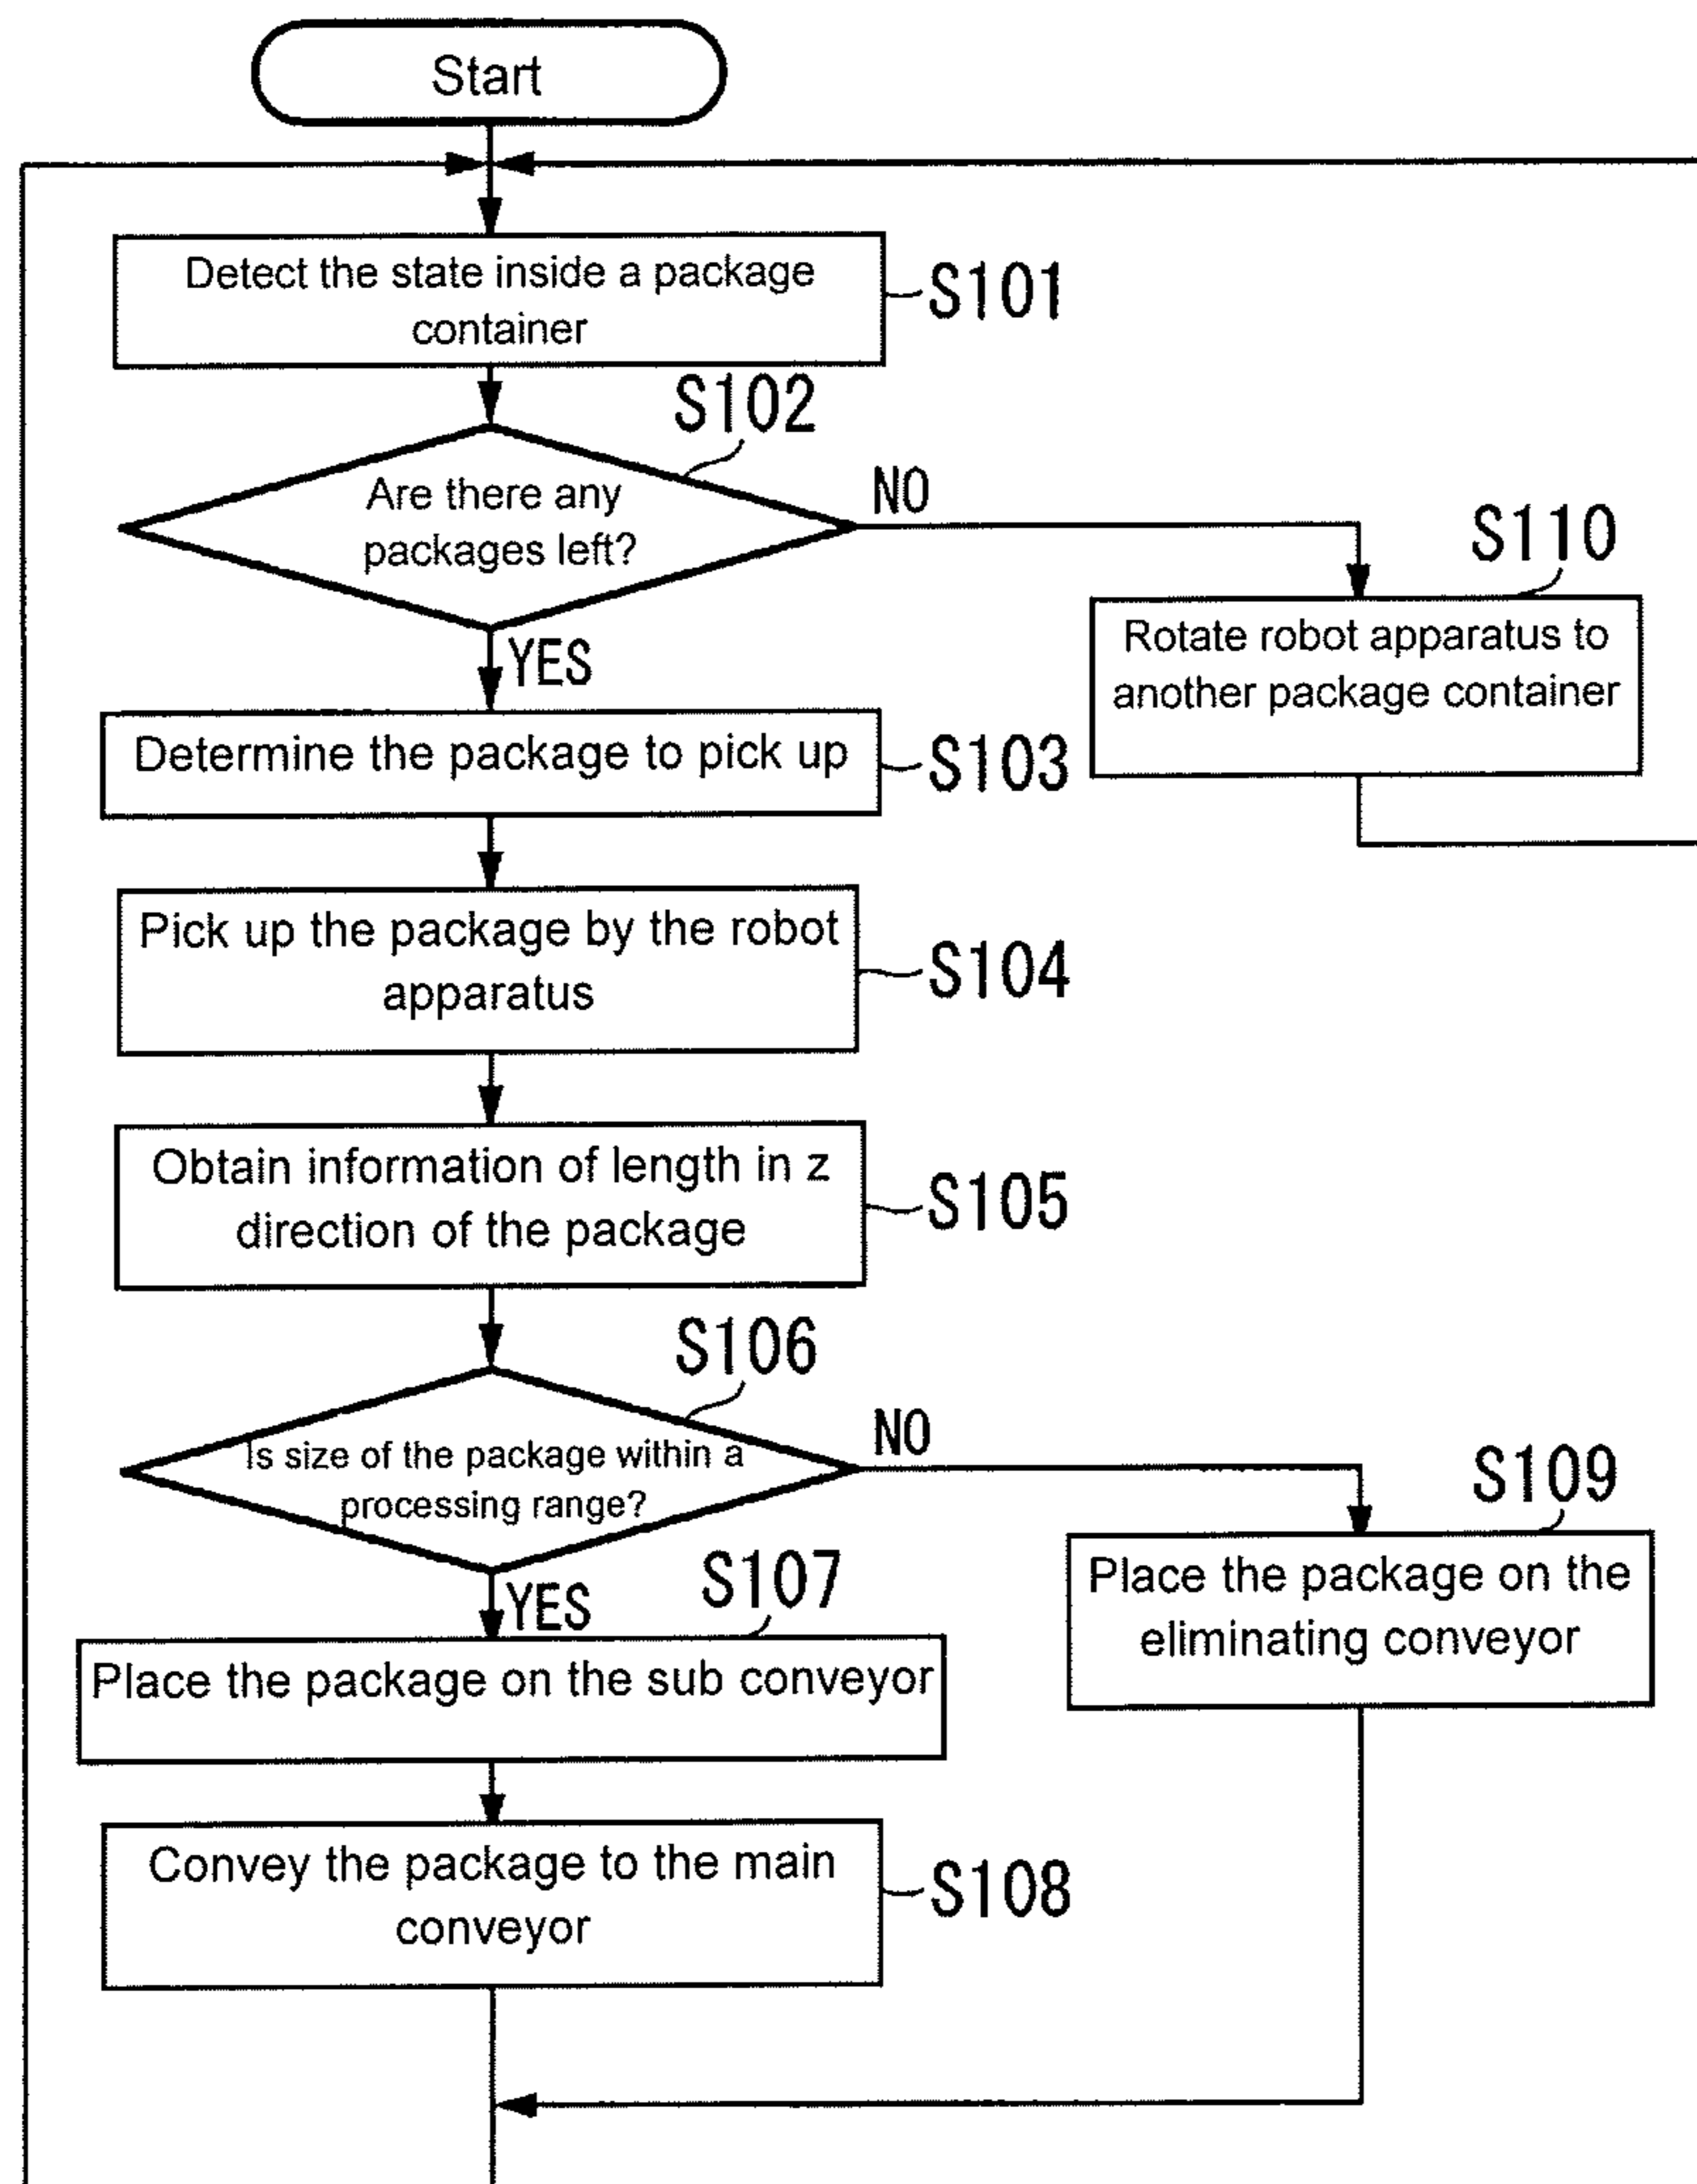 Start
Detect the state inside a package
container
S101
S102
Are there any
packages left?
NO
YES
S110
Rotate robot apparatus to
another package container
Determine the package to pick up
S103
Pick up the package by the robot
apparatus
S104
Obtain information of length in z
direction of the package
S105
S106
Is size of the package within a
processing range?
NO
YES
S109
Place the package on the
eliminating conveyor
S107
Place the package on the sub conveyor
Convey the package to the main
conveyor
S108